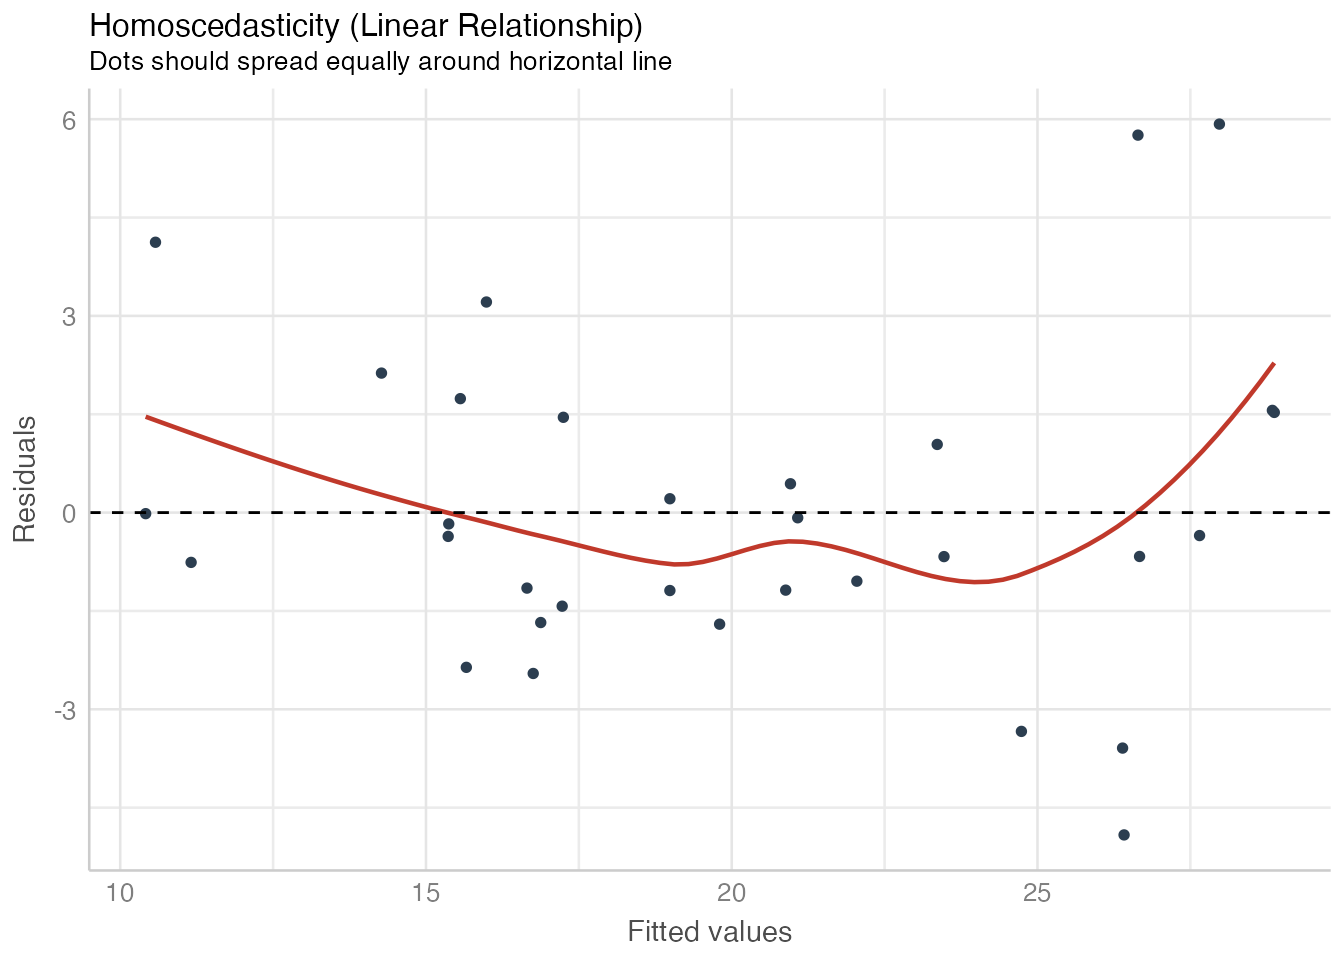 Homoscedasticity (Linear Relationship)
Dots should spread equally around horizontal line
6
3
0
-3
Residuals
10 15 20 25
Fitted values